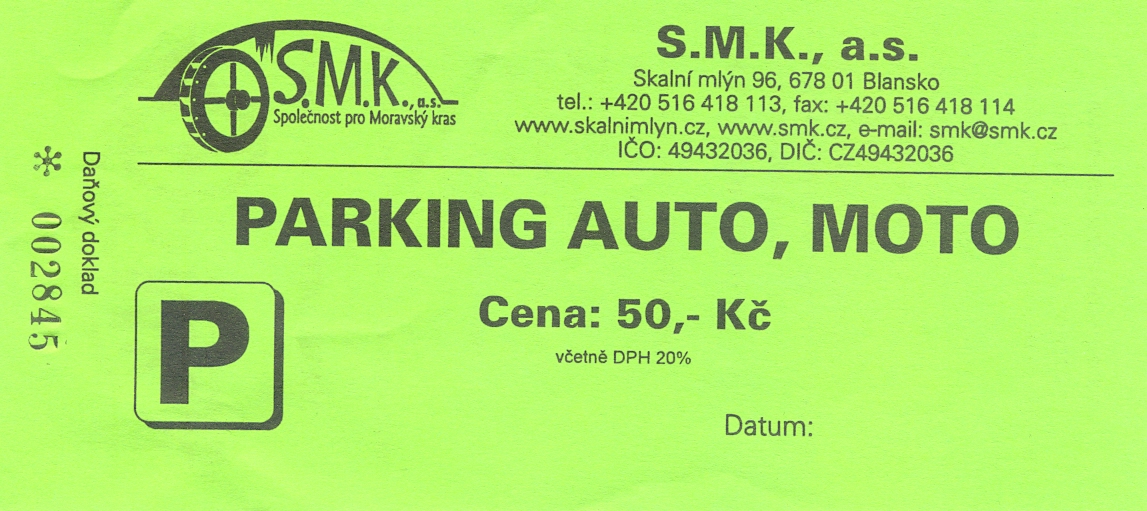 S.M.K., a.s.
Společnost pro Moravský kras
S.M.K., a.s.
Skalní mlýn 96, 678 01 Blansko
tel.: +420 516 418 113, fax: +420 516 418 114
www.skalnimlyn.cz, www.smk.cz, e-mail: smk@smk.cz
IČO: 49432036, DIČ: CZ49432036
Daňový doklad
* 002845
PARKING AUTO, MOTO
P
Cena: 50,- Kč
včetně DPH 20%
Datum: